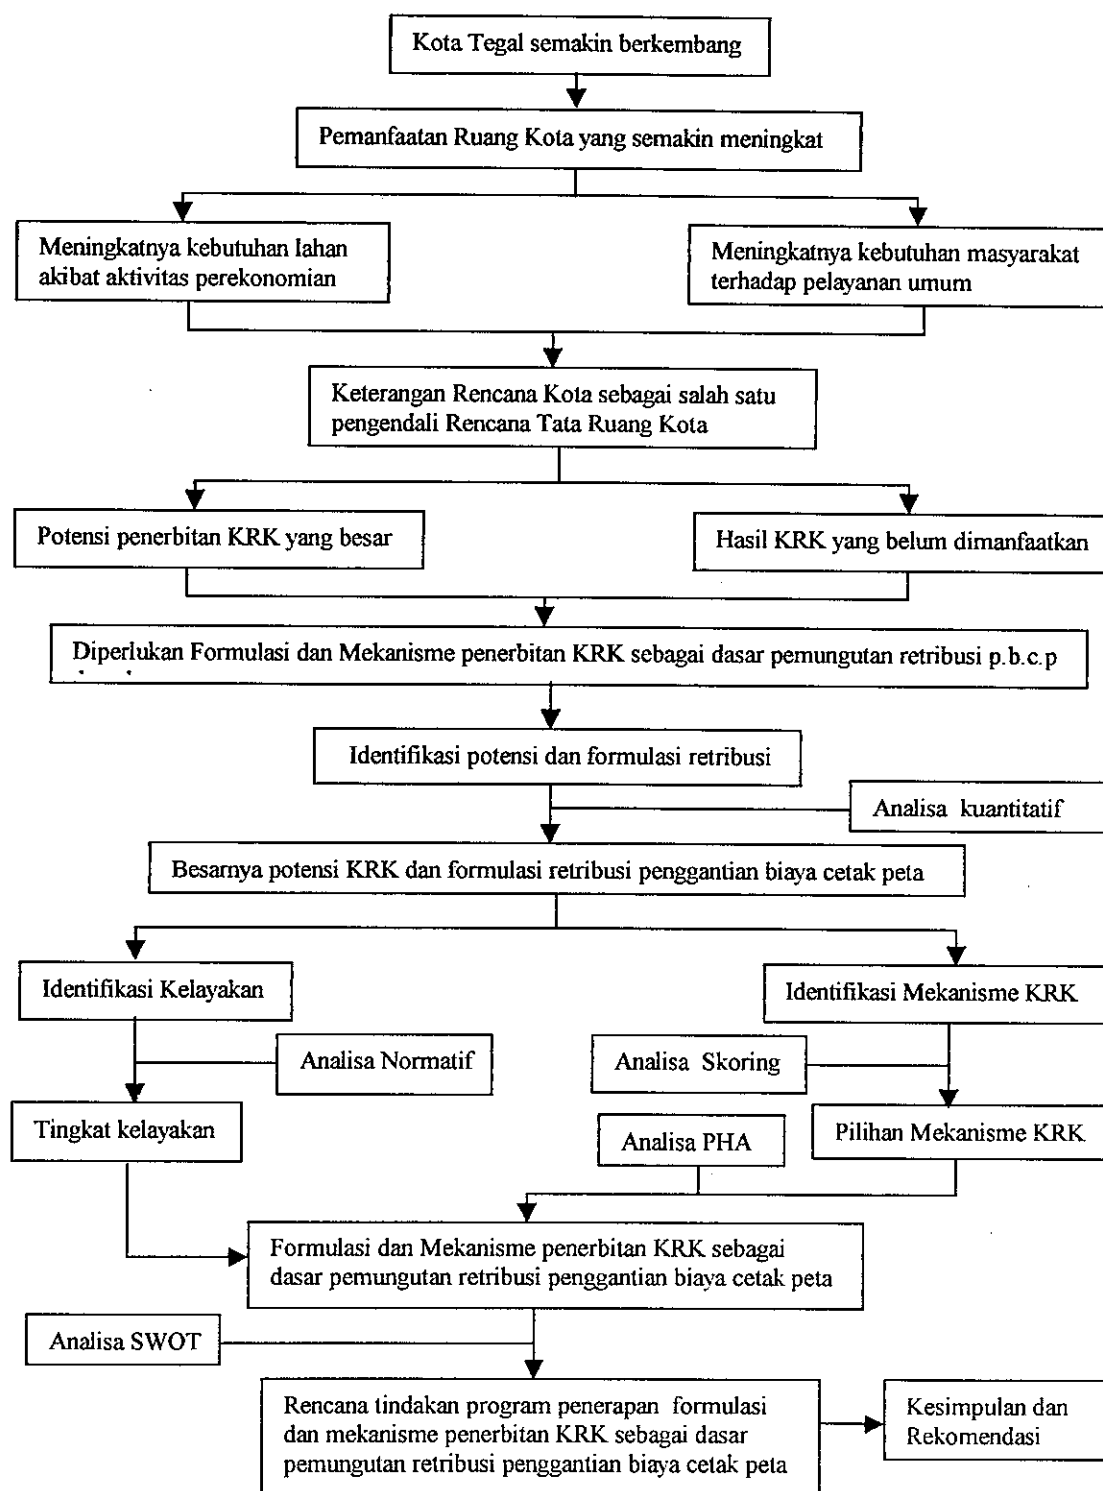 Kota Tegal semakin berkembang
Pemanfaatan Ruang Kota yang semakin meningkat
Meningkatnya kebutuhan lahan
akibat aktivitas perekonomian
Meningkatnya kebutuhan masyarakat
terhadap pelayanan umum
Keterangan Rencana Kota sebagai salah satu
pengendali Rencana Tata Ruang Kota
Potensi penerbitan KRK yang besar
Hasil KRK yang belum dimanfaatkan
Diperlukan Formulasi dan Mekanisme penerbitan KRK sebagai dasar pemungutan retribusi p.b.c.p
Identifikasi potensi dan formulasi retribusi
Analisa kuantitatif
Besarnya potensi KRK dan formulasi retribusi penggantian biaya cetak peta
Identifikasi Kelayakan
Identifikasi Mekanisme KRK
Analisa Normatif
Analisa Skoring
Tingkat kelayakan
Analisa PHA
Pilihan Mekanisme KRK
Formulasi dan Mekanisme penerbitan KRK sebagai
dasar pemungutan retribusi penggantian biaya cetak peta
Analisa SWOT
Rencana tindakan program penerapan formulasi
dan mekanisme penerbitan KRK sebagai dasar
pemungutan retribusi penggantian biaya cetak peta
Kesimpulan dan
Rekomendasi